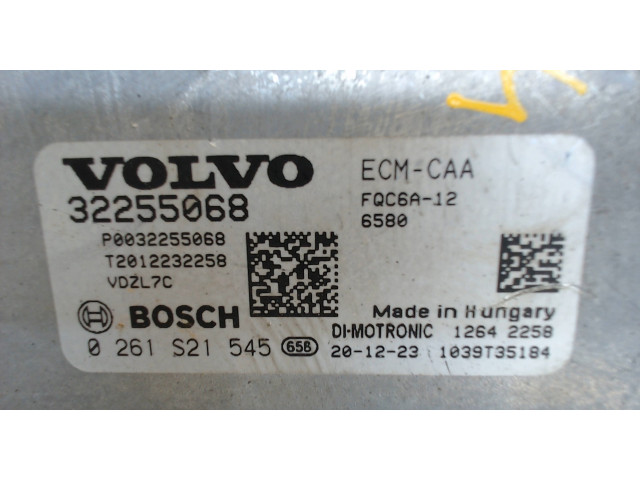 VOLVO
32255068
P0032255068
T2012232258
VDZL7C
BOSCH
0 261 S21 545 65B
ECM-CAA
FQC6A-12
6580
Made in Hungary
DI-MOTRONIC 1264 2258
20-12-23 1039T35184